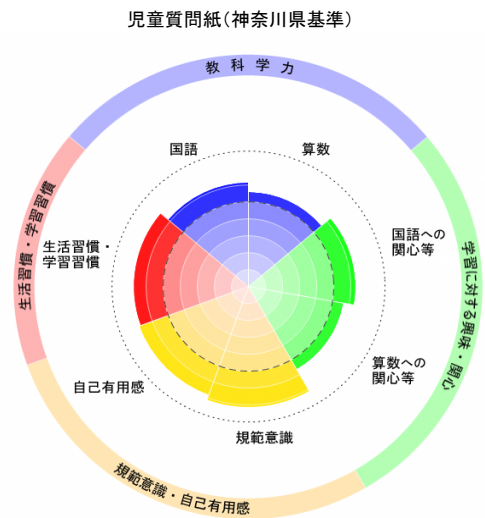 児童質問紙(神奈川県基準)
教科学力
国語
算数
生活習慣・学習習慣
生活習慣・
学習習慣
国語への
関心等
学習に対する興味・関心
算数への
関心等
自己有用感
規範意識
規範意識・自己有用感